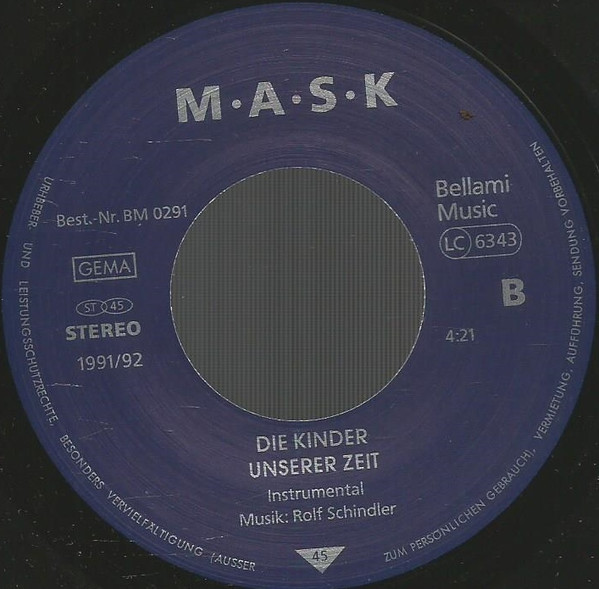 M·A·S·K
Best.-Nr. BM 0291
GEMA
ST 45
STEREO
1991/92
Bellami
Music
LC 6343
B
4:21
DIE KINDER
UNSERER ZEIT
Instrumental
Musik: Rolf Schindler
45
URHBEBER- UND LEISTUNGSSCHUTZRECHTE, BESONDERS VERVIELFÄLTIGUNG (AUSSER
ZUM PERSÖNLICHEN GEBRAUCH), VERMIETUNG, AUFFÜHRUNG, SENDUNG VORBEHALTEN